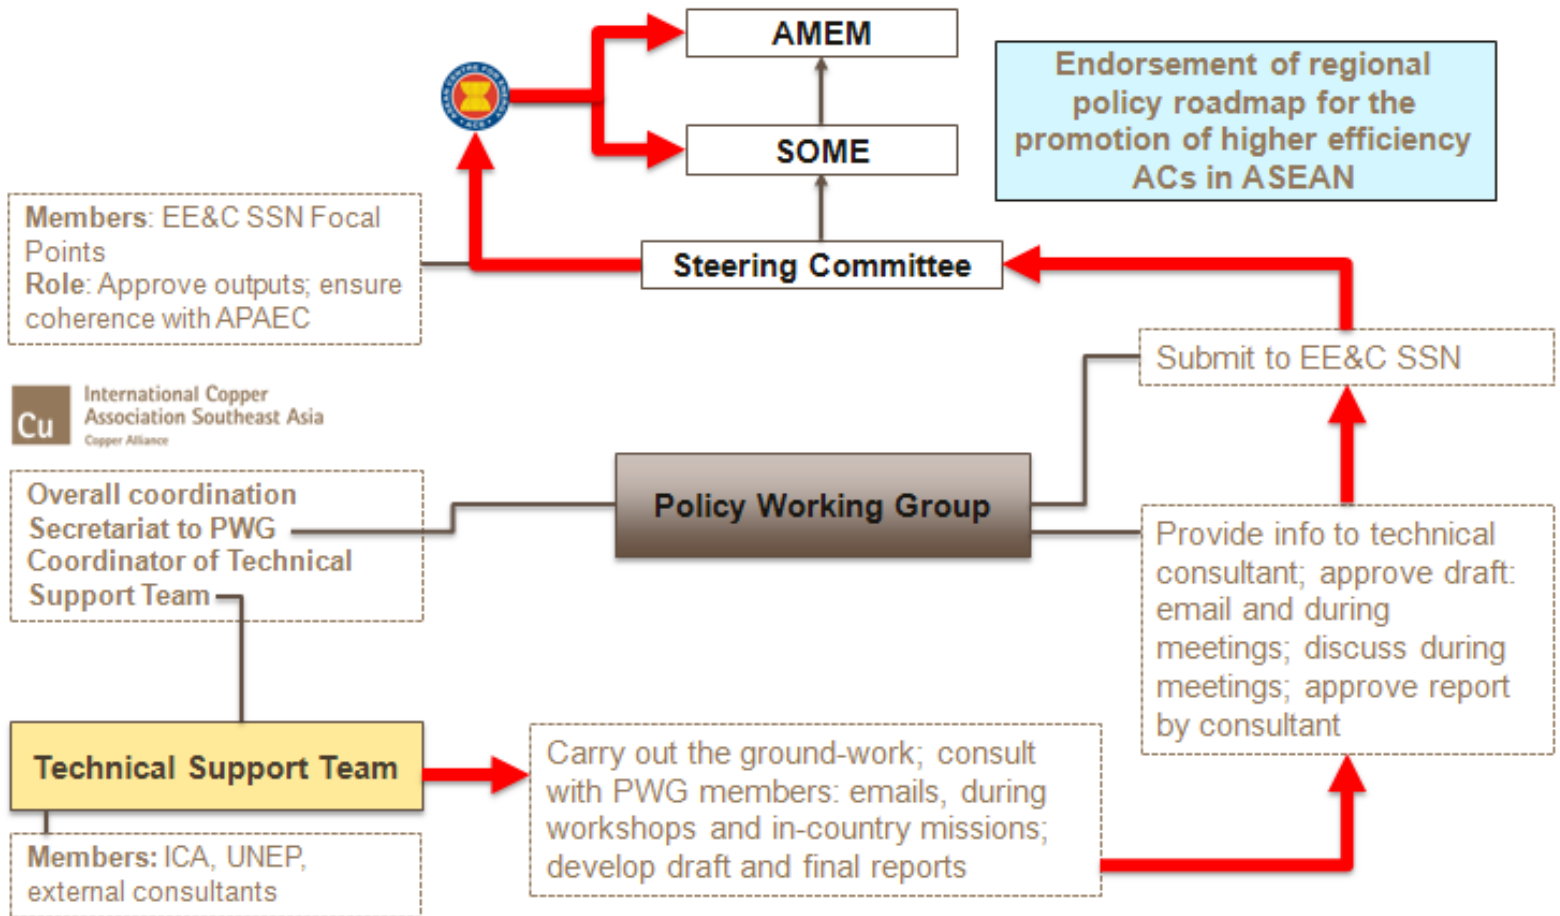 AMEM
Endorsement of regional
policy roadmap for the
promotion of higher efficiency
ACs in ASEAN
ASEAN CENTRE FOR ENERGY
ACE
SOME
Members: EE&C SSN Focal
Points
Role: Approve outputs; ensure
coherence with APAEC
Steering Committee
Submit to EE&C SSN
Cu
International Copper
Association Southeast Asia
Copper Alliance
Overall coordination
Secretariat to PWG
Coordinator of Technical
Support Team
Policy Working Group
Provide info to technical
consultant; approve draft:
email and during
meetings; discuss during
meetings; approve report
by consultant
Technical Support Team
Carry out the ground-work; consult
with PWG members: emails, during
workshops and in-country missions;
develop draft and final reports
Members: ICA, UNEP,
external consultants